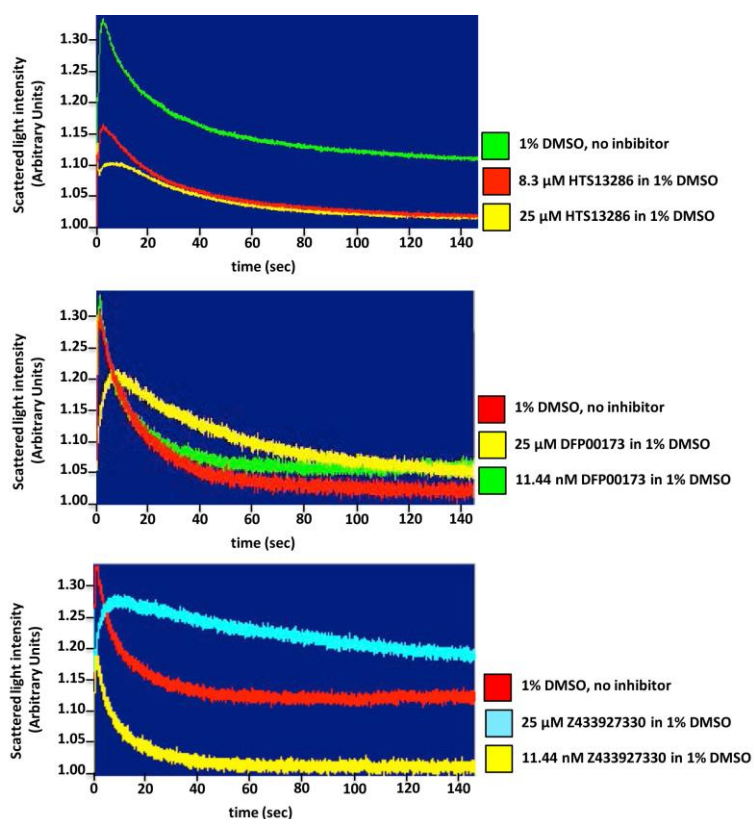 Scattered light intensity
(Arbitrary Units)
1.30
1.25
1.20
1.15
1.10
1.05
1.00
0 20 40 60 80 100 120 140
time (sec)
1% DMSO, no inbibitor
8.3 μM HTS13286 in 1% DMSO
25 μM HTS13286 in 1% DMSO
Scattered light intensity
(Arbitrary Units)
1.30
1.25
1.20
1.15
1.10
1.05
1.00
0 20 40 60 80 100 120 140
time (sec)
1% DMSO, no inhibitor
25 μM DFP00173 in 1% DMSO
11.44 nM DFP00173 in 1% DMSO
Scattered light intensity
(Arbitrary Units)
1.30
1.25
1.20
1.15
1.10
1.05
1.00
0 20 40 60 80 100 120 140
time (sec)
1% DMSO, no inhibitor
25 μM Z433927330 in 1% DMSO
11.44 nM Z433927330 in 1% DMSO